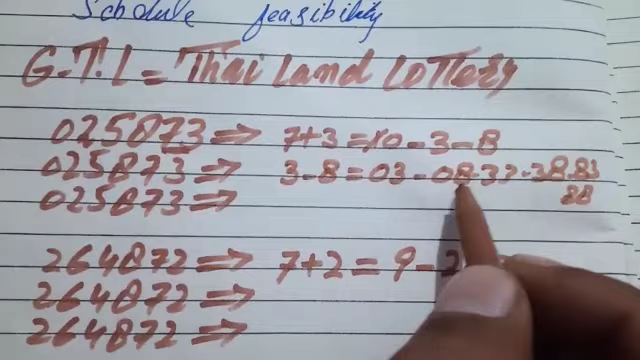 Schedule feasibility
G.T.L = Thai Land Lottery
025873 ⇒ 7+3 = 10 - 3 - 8
025873 ⇒ 3-8 = 03 - 08.33.38.83
88
025873 ⇒
264872 ⇒ 7+2 = 9 - 2
264872 ⇒
264872 ⇒